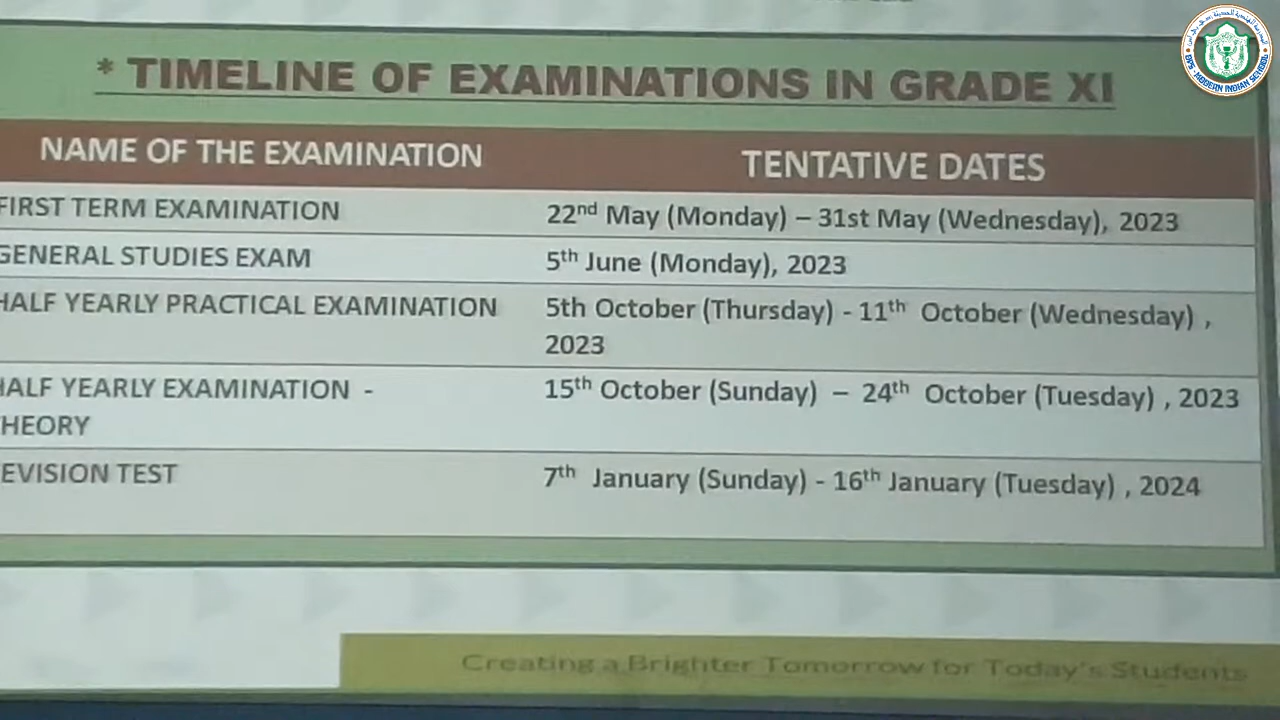 * TIMELINE OF EXAMINATIONS IN GRADE XI
NAME OF THE EXAMINATION TENTATIVE DATES
FIRST TERM EXAMINATION 22nd May (Monday) – 31st May (Wednesday), 2023
GENERAL STUDIES EXAM 5th June (Monday), 2023
HALF YEARLY PRACTICAL EXAMINATION 5th October (Thursday) - 11th October (Wednesday) ,
2023
HALF YEARLY EXAMINATION - 15th October (Sunday) – 24th October (Tuesday) , 2023
HEORY
EVISION TEST 7th January (Sunday) - 16th January (Tuesday) , 2024
Creating a Brighter Tomorrow for Today's Students
MODERN INDIAN SCHOOL